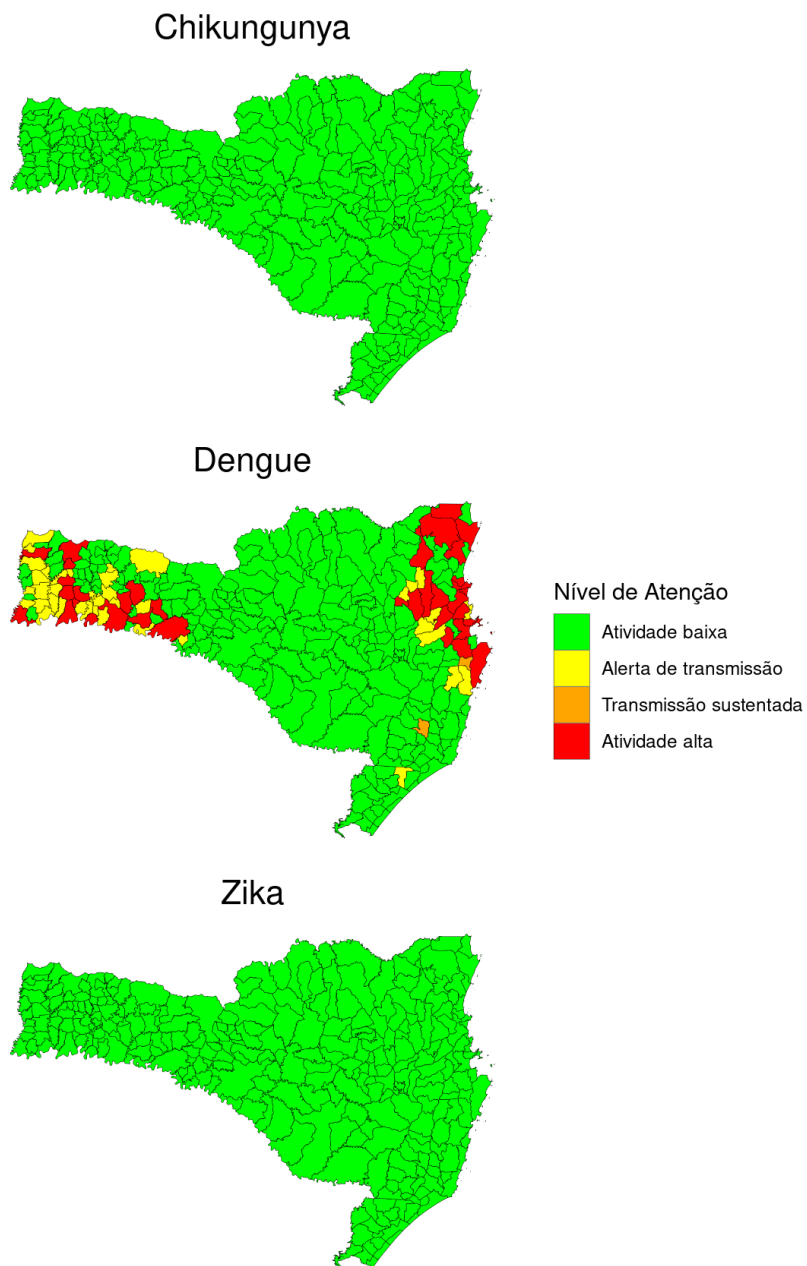 Chikungunya
Dengue
Nível de Atenção
Atividade baixa
Alerta de transmissão
Transmissão sustentada
Atividade alta
Zika